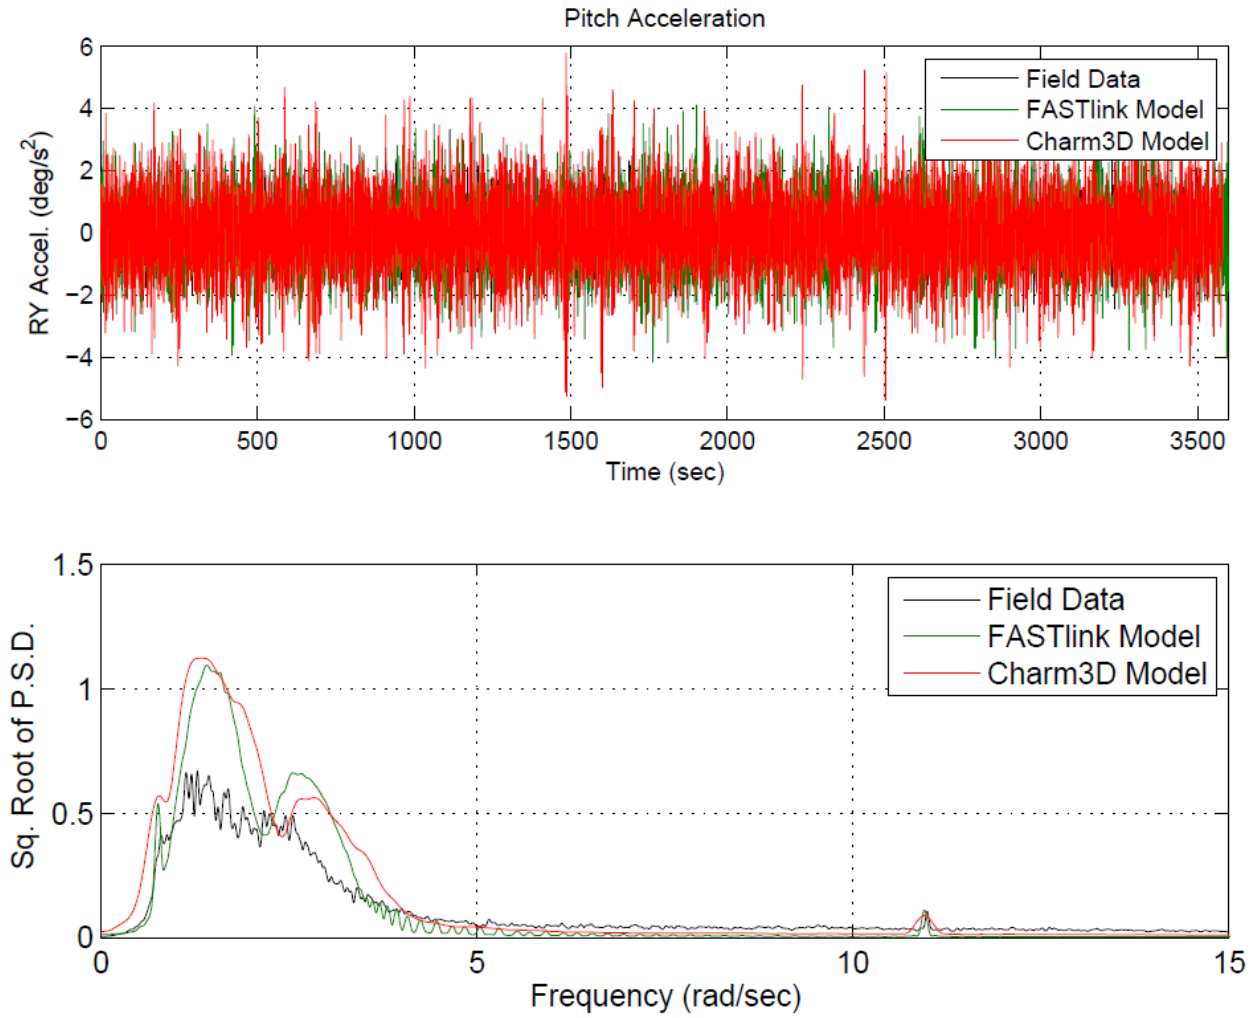 Pitch Acceleration
RY Accel. (deg/s²)
6
4
2
0
−2
−4
−6
Field Data
FASTlink Model
Charm3D Model
0 500 1000 1500 2000 2500 3000 3500
Time (sec)
Sq. Root of P.S.D.
1.5
1
0.5
0
Field Data
FASTlink Model
Charm3D Model
0 5 10 15
Frequency (rad/sec)